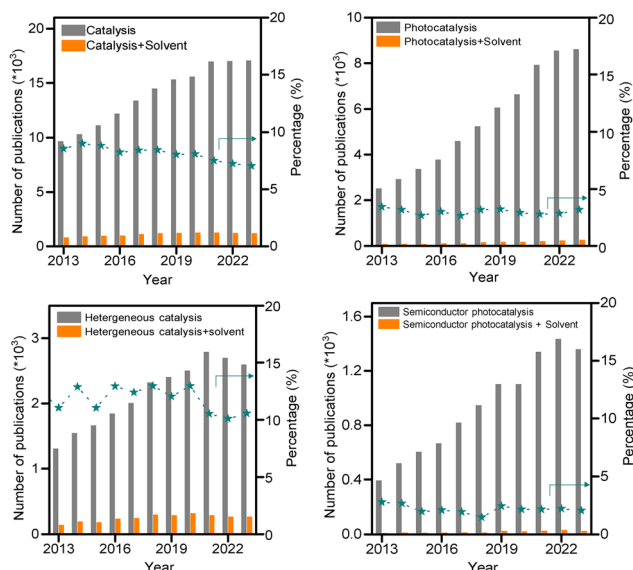 Catalysis
Catalysis+Solvent
Number of publications (*10³)
20
15
10
5
0
2013
2016
2019
2022
Year
20
15
10
5
0
Percentage (%)
Photocatalysis
Photocatalysis+Solvent
Number of publications (*10³)
10
8
6
4
2
0
2013
2016
2019
2022
Year
20
15
10
5
0
Percentage (%)
Hetergeneous catalysis
Hetergeneous catalysis+solvent
Number of publications (*10³)
3
2
1
0
2013
2016
2019
2022
Year
20
15
10
5
0
Percentage (%)
Semiconductor photocatalysis
Semiconductor photocatalysis + Solvent
Number of publications (*10³)
1.6
1.2
0.8
0.4
0.0
2013
2016
2019
2022
Year
20
15
10
5
0
Percentage (%)